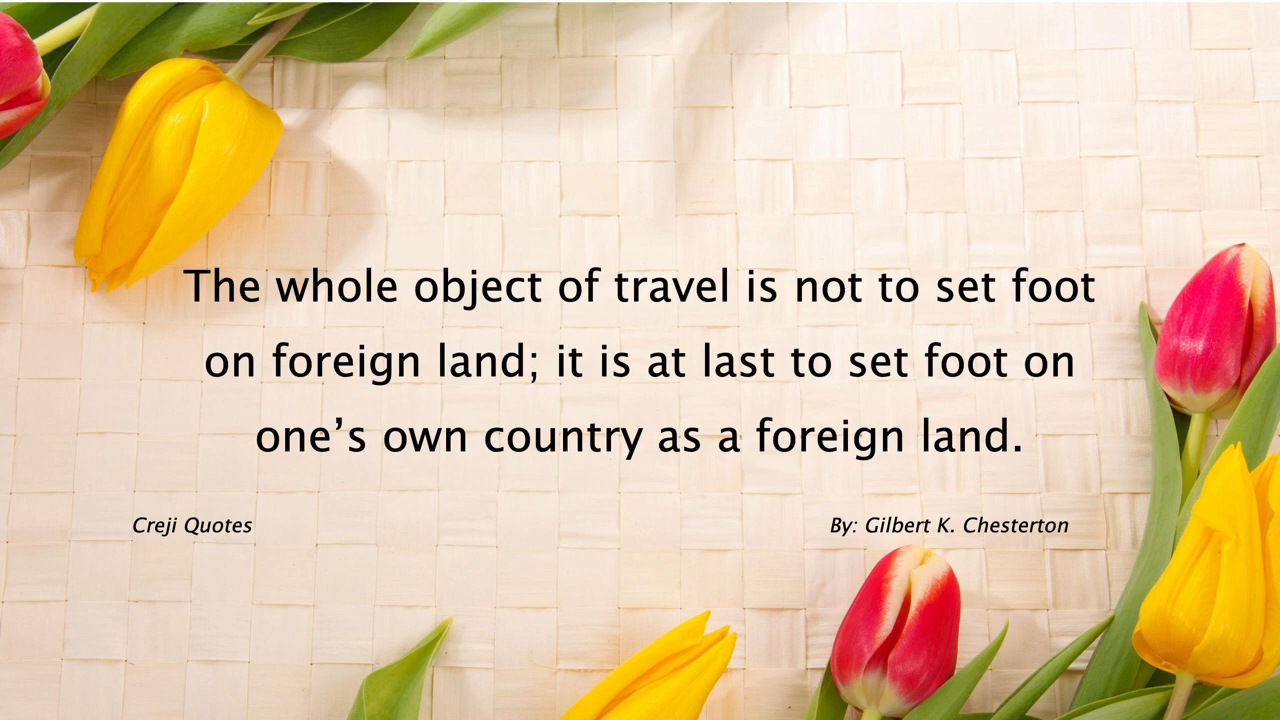 The whole object of travel is not to set foot
on foreign land; it is at last to set foot on
one’s own country as a foreign land.
Creji Quotes
By: Gilbert K. Chesterton